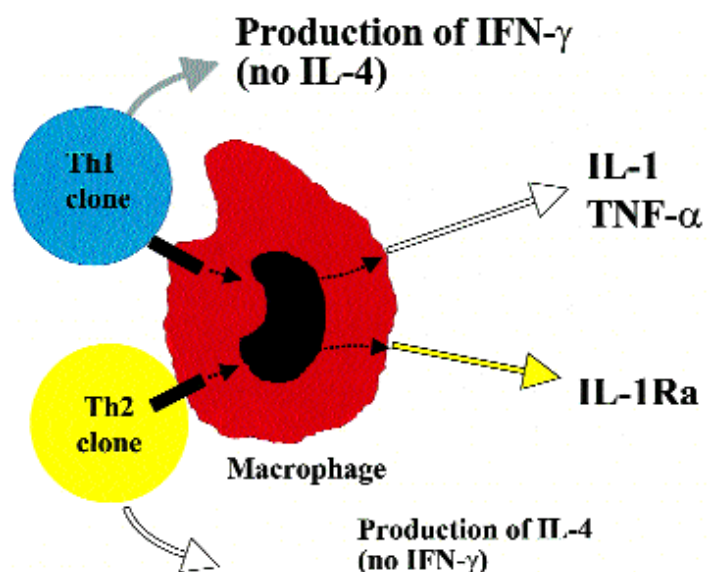 Production of IFN-γ
(no IL-4)
Th1
clone
IL-1
TNF-α
Th2
clone
IL-1Ra
Macrophage
Production of IL-4
(no IFN-γ)